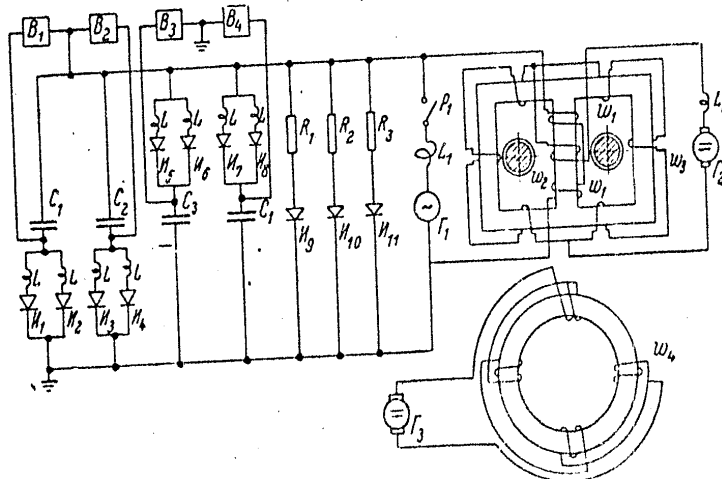 B₁ B₂ B₃ B₄
L L L L
И₅ И₆ И₇ И₈
R₁ R₂ R₃
P₁
L₁
Г₁
C₁ C₂ C₃ C₁
L L L L
И₁ И₂ И₃ И₄
И₉ И₁₀ И₁₁
W₁
W₂ W₁ W₃
Г₂
W₄
Г₃